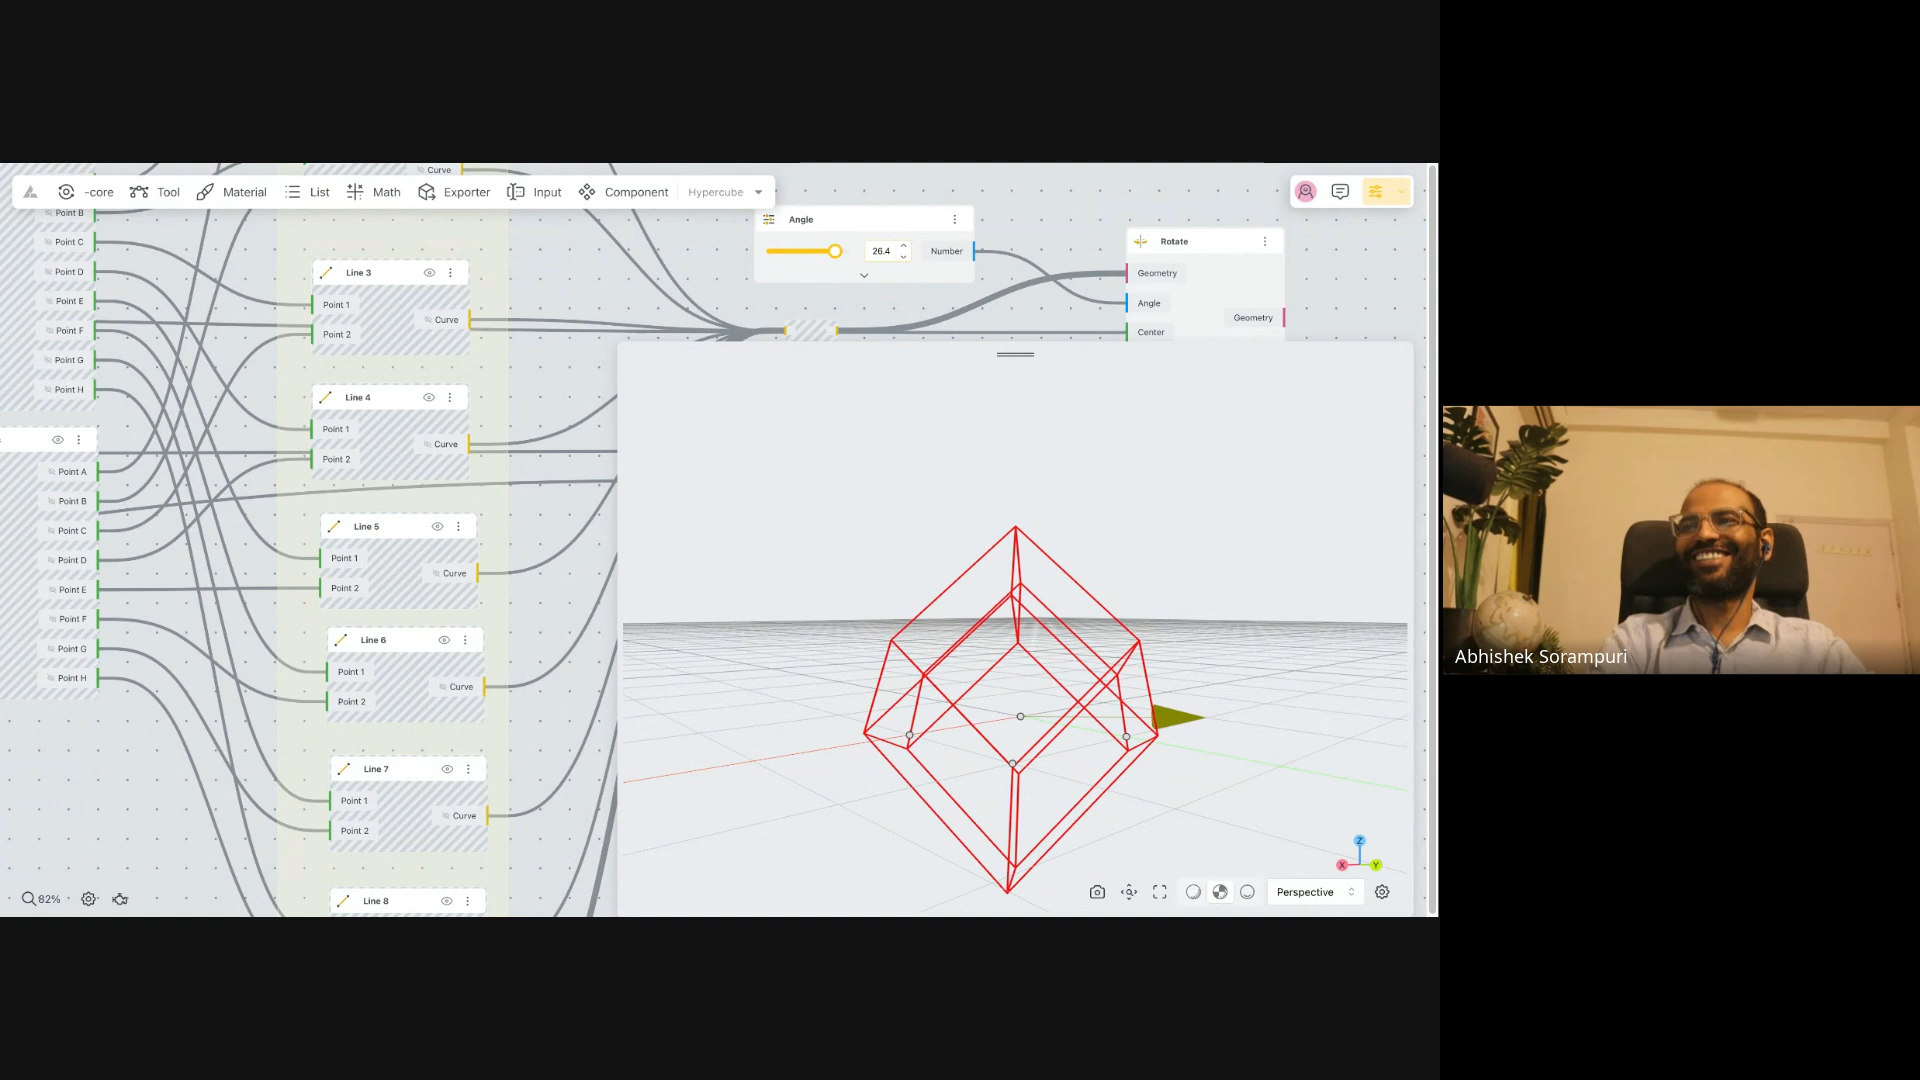 -core
Tool
Material
List
Math
Exporter
Input
Component
Hypercube
Curve
Point B
Point C
Point D
Point E
Point F
Point G
Point H
Point A
Point B
Point C
Point D
Point E
Point F
Point G
Point H
Line 3
Point 1
Curve
Point 2
Line 4
Point 1
Curve
Point 2
Line 5
Point 1
Curve
Point 2
Line 6
Point 1
Curve
Point 2
Line 7
Point 1
Curve
Point 2
Line 8
Angle
26.4
Number
Rotate
Geometry
Angle
Geometry
Center
Z
X
Y
Perspective
82%
Abhishek Sorampuri